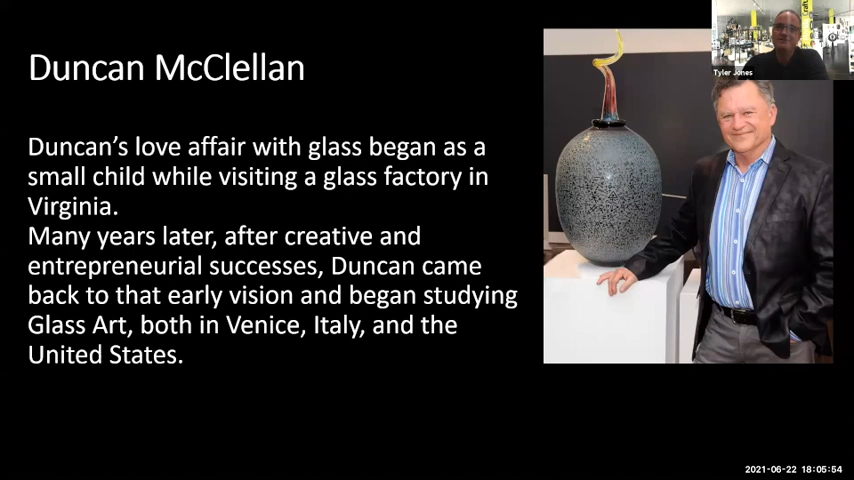 Duncan McClellan
Tyler Jones
Duncan’s love affair with glass began as a
small child while visiting a glass factory in
Virginia.
Many years later, after creative and
entrepreneurial successes, Duncan came
back to that early vision and began studying
Glass Art, both in Venice, Italy, and the
United States.
2021-06-22 18:05:54